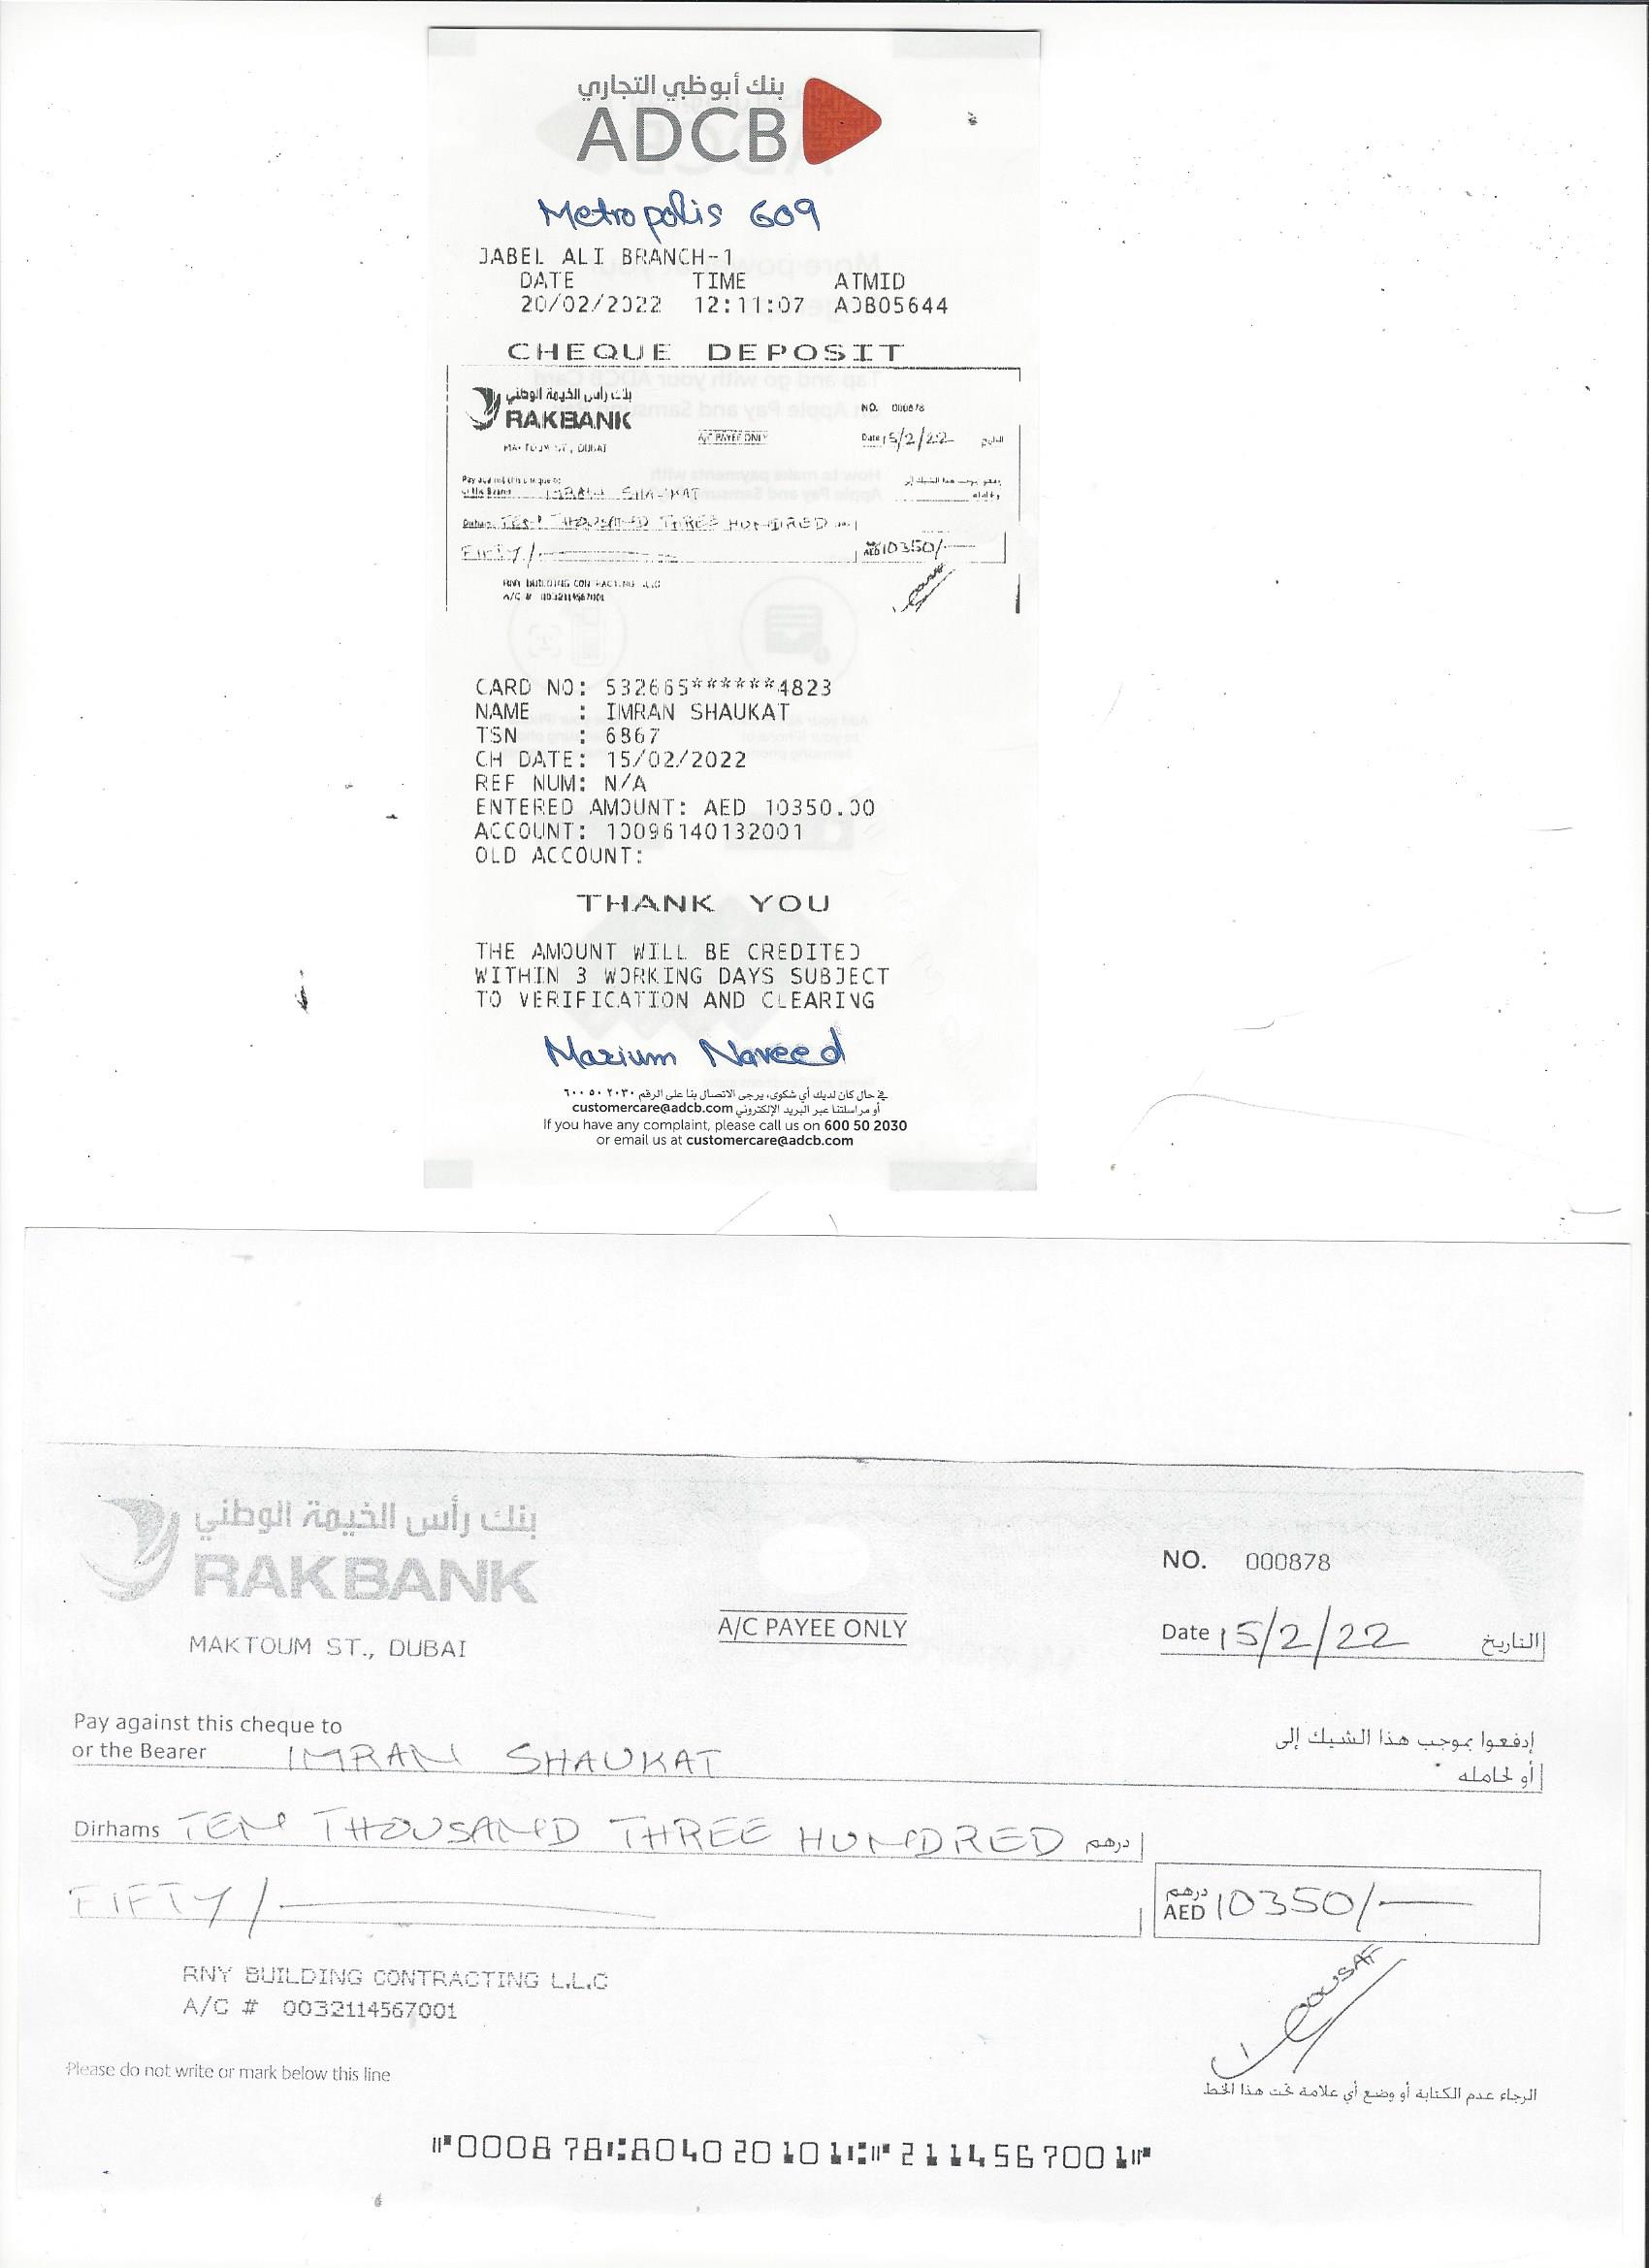 بنك أبوظبي التجاري
ADCB
Metropolis 609
JABEL ALI BRANCH-1
DATE TIME ATMID
20/02/2022 12:11:07 ADB05644
CHEQUE DEPOSIT
بنك رأس الخيمة الوطني
RAKBANK
NO. 000878
A/C PAYEE ONLY
Date 15/2/22 التاريخ
MAKTOUM ST., DUBAI
Pay against this cheque to
or the Bearer IMRAN SHAUKAT
إدفعوا بموجب هذا الشيك إلى
أو لحامله
Dirhams TEN THOUSAND THREE HUNDRED درهم
FIFTY/
درهم
AED 10350/—
RNY BUILDING CONTRACTING L.L.C
A/C # 0032114567001
CARD NO: 532665******4823
NAME : IMRAN SHAUKAT
TSN : 6867
CH DATE: 15/02/2022
REF NUM: N/A
ENTERED AMOUNT: AED 10350.00
ACCOUNT: 10096140132001
OLD ACCOUNT:
THANK YOU
THE AMOUNT WILL BE CREDITED
WITHIN 3 WORKING DAYS SUBJECT
TO VERIFICATION AND CLEARING
Marium Naveed
في حال كان لديك أي شكوى، يرجى الاتصال بنا على الرقم ٦٠٠ ٥٠ ٢٠٣٠
أو مراسلتنا عبر البريد الإلكتروني customercare@adcb.com
If you have any complaint, please call us on 600 50 2030
or email us at customercare@adcb.com
بنك رأس الخيمة الوطني
RAKBANK
MAKTOUM ST., DUBAI
A/C PAYEE ONLY
NO. 000878
Date 15/2/22 التاريخ
Pay against this cheque to
or the Bearer IMRAN SHAUKAT
إدفعوا بموجب هذا الشيك إلى
أو لحامله
Dirhams TEN THOUSAND THREE HUNDRED درهم
FIFTY/—
درهم
AED 10350/—
RNY BUILDING CONTRACTING L.L.C
A/C # 0032114567001
Please do not write or mark below this line
الرجاء عدم الكتابة أو وضع أي علامة تحت هذا الخط
⑈000878⑆804020101⑆⑈2114567001⑈